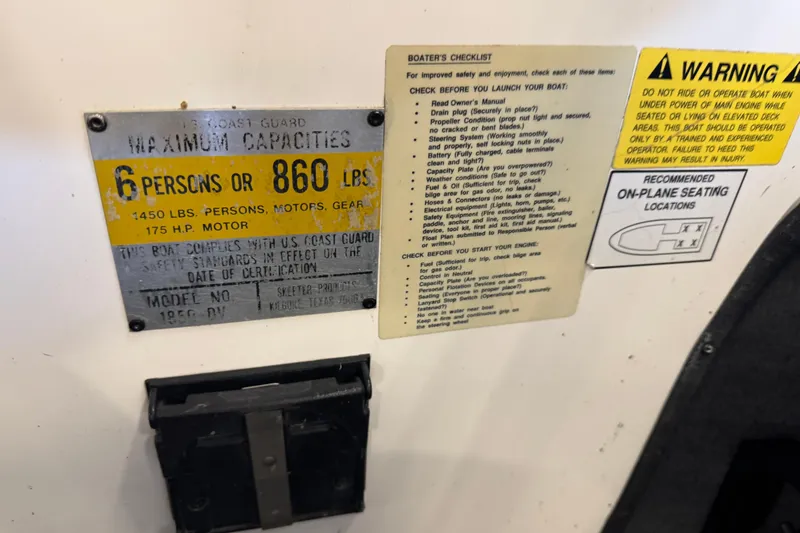 U.S. COAST GUARD
MAXIMUM CAPACITIES
6 PERSONS OR 860 LBS.
1450 LBS. PERSONS, MOTORS, GEAR
175 H.P. MOTOR
THIS BOAT COMPLIES WITH U.S. COAST GUARD
SAFETY STANDARDS IN EFFECT ON THE
DATE OF CERTIFICATION
MODEL NO.
SKEETER PRODUCTS
KILGORE, TEXAS
BOATER'S CHECKLIST
For improved safety and enjoyment, check each of these items:
CHECK BEFORE YOU LAUNCH YOUR BOAT:
• Read Owner's Manual
• Drain plug (Securely in place?)
• Propeller Condition (prop nut tight and secured,
no cracked or bent blades.)
• Steering System (Working smoothly
and properly, self locking nuts in place.)
• Battery (Fully charged, cable terminals
clean and tight?)
• Capacity Plate (Are you overpowered?)
• Weather conditions (Safe to go out?)
• Fuel & Oil (Sufficient for trip, check
bilge area for gas odor, no leaks.)
• Hoses & Connectors (no leaks or damage.)
• Electrical equipment (Lights, horn, pumps, etc.)
• Safety Equipment (Fire extinguisher, bailer,
paddle, anchor and line, mooring lines, signaling
device, tool kit, first aid kit, first aid manual.)
• Float Plan submitted to Responsible Person (verbal
or written.)
CHECK BEFORE YOU START YOUR ENGINE:
• Fuel (Sufficient for trip, check bilge area
for gas odor.)
• Control in Neutral
• Capacity Plate (Are you overloaded?)
• Personal Flotation Devices on all occupants.
• Seating (Everyone in proper place?)
• Lanyard Stop Switch (Operational and securely
fastened?)
• No one in water near boat
• Keep a firm and continuous grip on
the steering wheel
WARNING
DO NOT RIDE OR OPERATE BOAT WHEN
UNDER POWER OF MAIN ENGINE WHILE
SEATED OR LYING ON ELEVATED DECK
AREAS. THIS BOAT SHOULD BE OPERATED
ONLY BY A TRAINED AND EXPERIENCED
OPERATOR. FAILURE TO HEED THIS
WARNING MAY RESULT IN INJURY.
RECOMMENDED
ON-PLANE SEATING
LOCATIONS
X X
X X